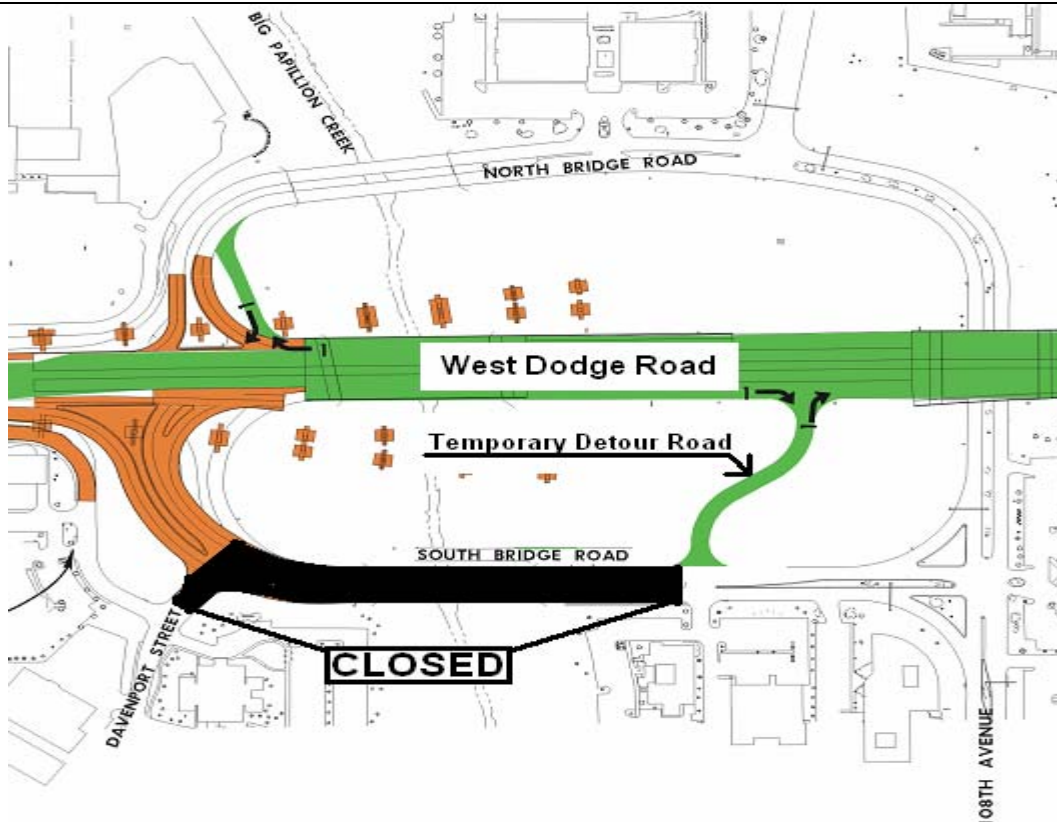 BIG PAPILLION CREEK
NORTH BRIDGE ROAD
West Dodge Road
Temporary Detour Road
SOUTH BRIDGE ROAD
CLOSED
DAVENPORT STREET
08TH AVENUE